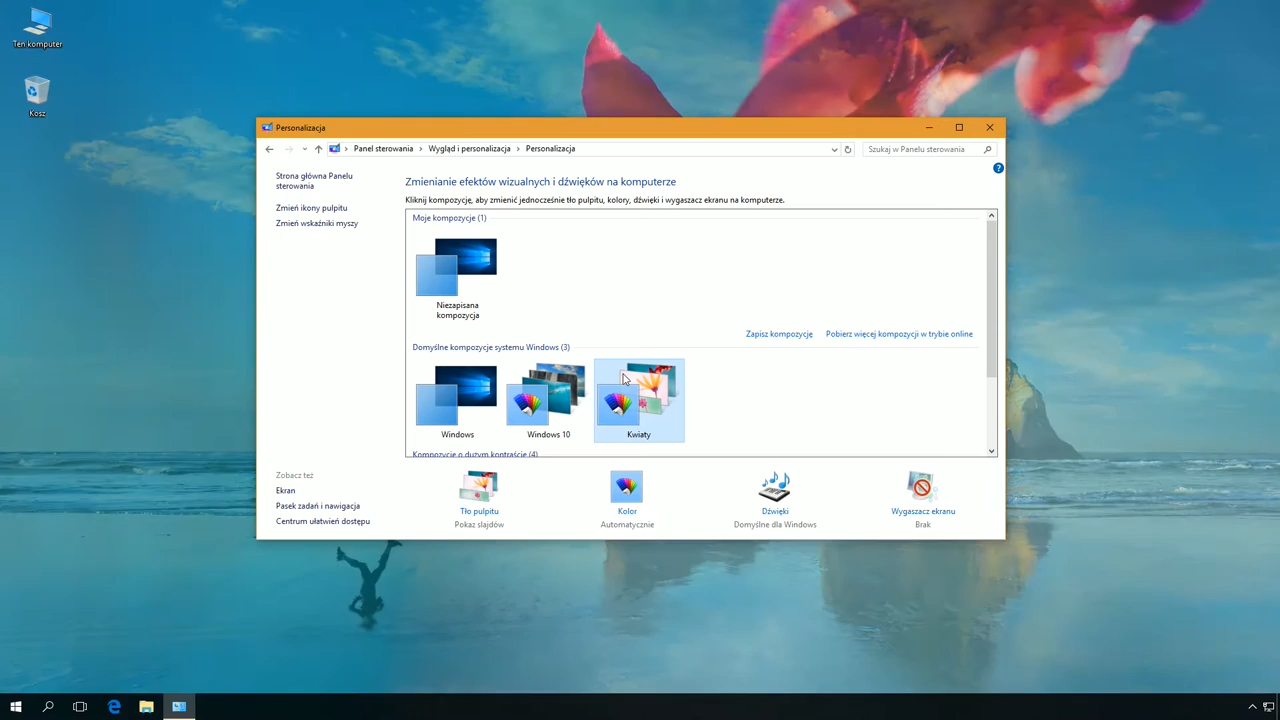 Ten komputer
Kosz
Personalizacja
Panel sterowania
Wygląd i personalizacja
Personalizacja
Szukaj w Panelu sterowania
Strona główna Panelu
sterowania
Zmień ikony pulpitu
Zmień wskaźniki myszy
Zmienianie efektów wizualnych i dźwięków na komputerze
Kliknij kompozycję, aby zmienić jednocześnie tło pulpitu, kolory, dźwięki i wygaszacz ekranu na komputerze.
Moje kompozycje (1)
Niezapisana
kompozycja
Zapisz kompozycję
Pobierz więcej kompozycji w trybie online
Domyślne kompozycje systemu Windows (3)
Windows
Windows 10
Kwiaty
Kompozycje o dużym kontraście (4)
Zobacz też
Ekran
Pasek zadań i nawigacja
Centrum ułatwień dostępu
Tło pulpitu
Pokaz slajdów
Kolor
Automatycznie
Dźwięki
Domyślne dla Windows
Wygaszacz ekranu
Brak